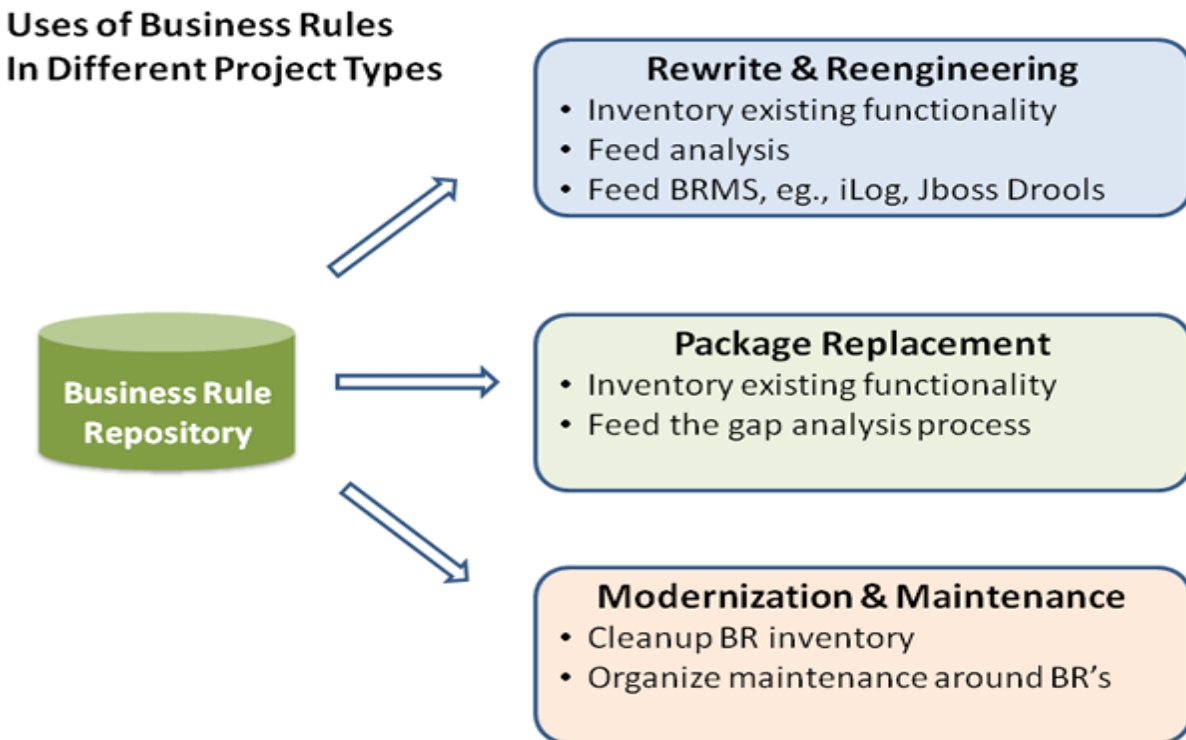 Uses of Business Rules
In Different Project Types
Rewrite & Reengineering
• Inventory existing functionality
• Feed analysis
• Feed BRMS, eg., iLog, Jboss Drools
Business Rule
Repository
Package Replacement
• Inventory existing functionality
• Feed the gap analysis process
Modernization & Maintenance
• Cleanup BR inventory
• Organize maintenance around BR's